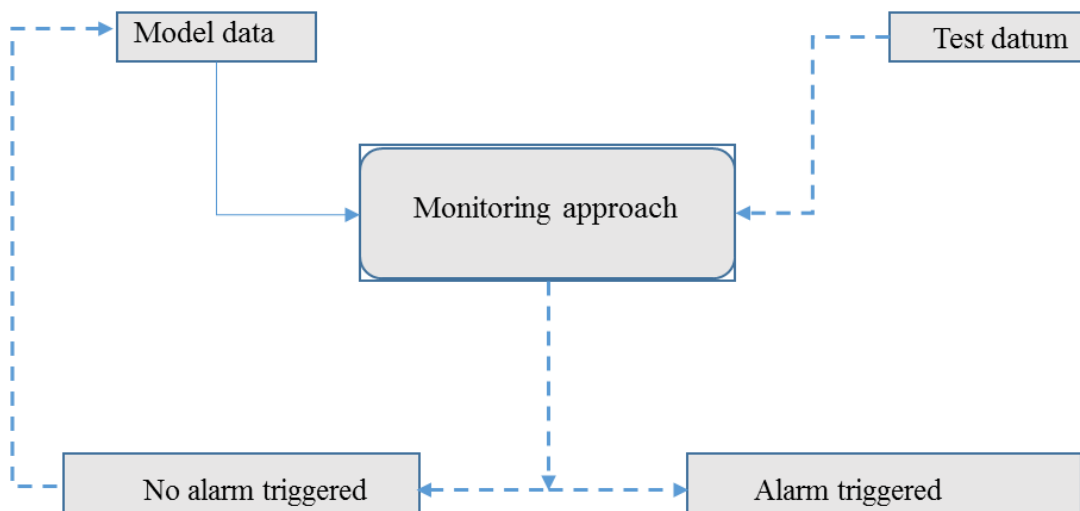 Model data
Test datum
Monitoring approach
No alarm triggered
Alarm triggered